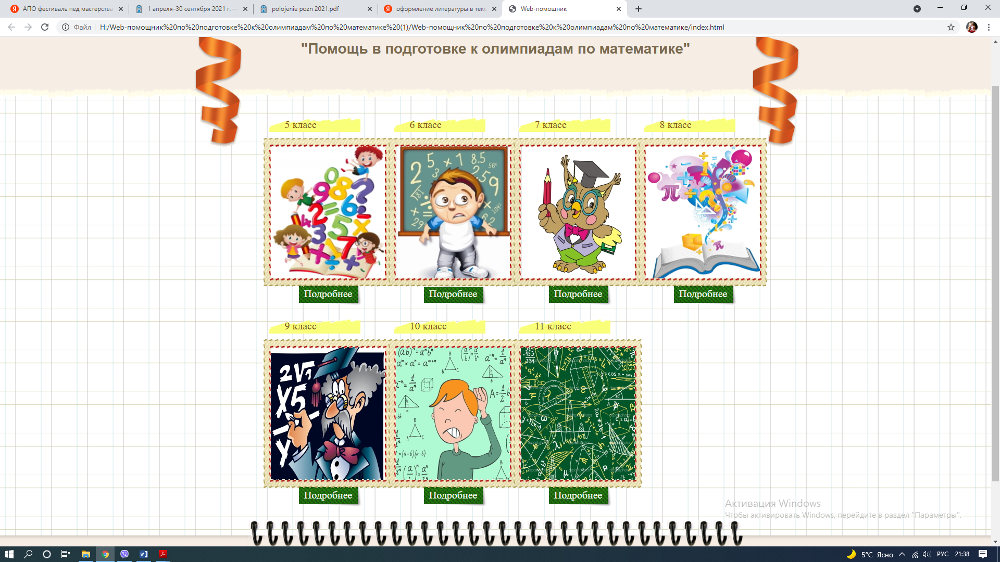 АПО фестиваль пед мастерства
1 апреля–30 сентября 2021 г. —
polojenie pozn 2021.pdf
оформление литературы в текс
Web-помощник
Файл
H:/Web-помощник%20по%20подготовке%20к%20олимпиадам%20по%20математике%20(1)/Web-помощник%20по%20подготовке%20к%20олимпиадам%20по%20математике/index.html
"Помощь в подготовке к олимпиадам по математике"
5 класс
6 класс
7 класс
8 класс
Подробнее
Подробнее
Подробнее
Подробнее
9 класс
10 класс
11 класс
Подробнее
Подробнее
Подробнее
Активация Windows
Чтобы активировать Windows, перейдите в раздел "Параметры".
5°C Ясно
РУС
21:38